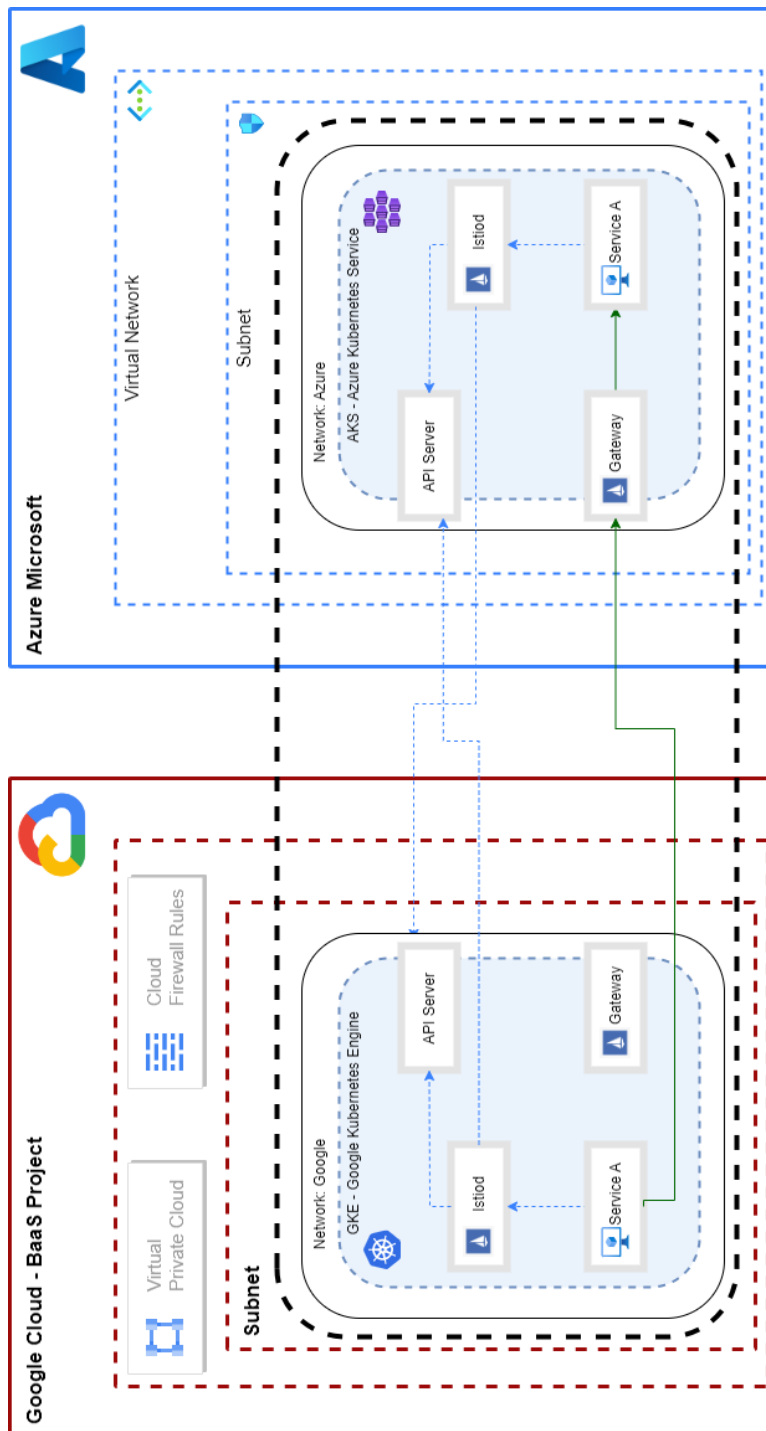 Google Cloud - BaaS Project
Virtual
Private Cloud
Cloud
Firewall Rules
Subnet
Network: Google
GKE - Google Kubernetes Engine
API Server
Istiod
Service A
Gateway
Azure Microsoft
Virtual Network
Subnet
Network: Azure
AKS - Azure Kubernetes Service
API Server
Istiod
Gateway
Service A